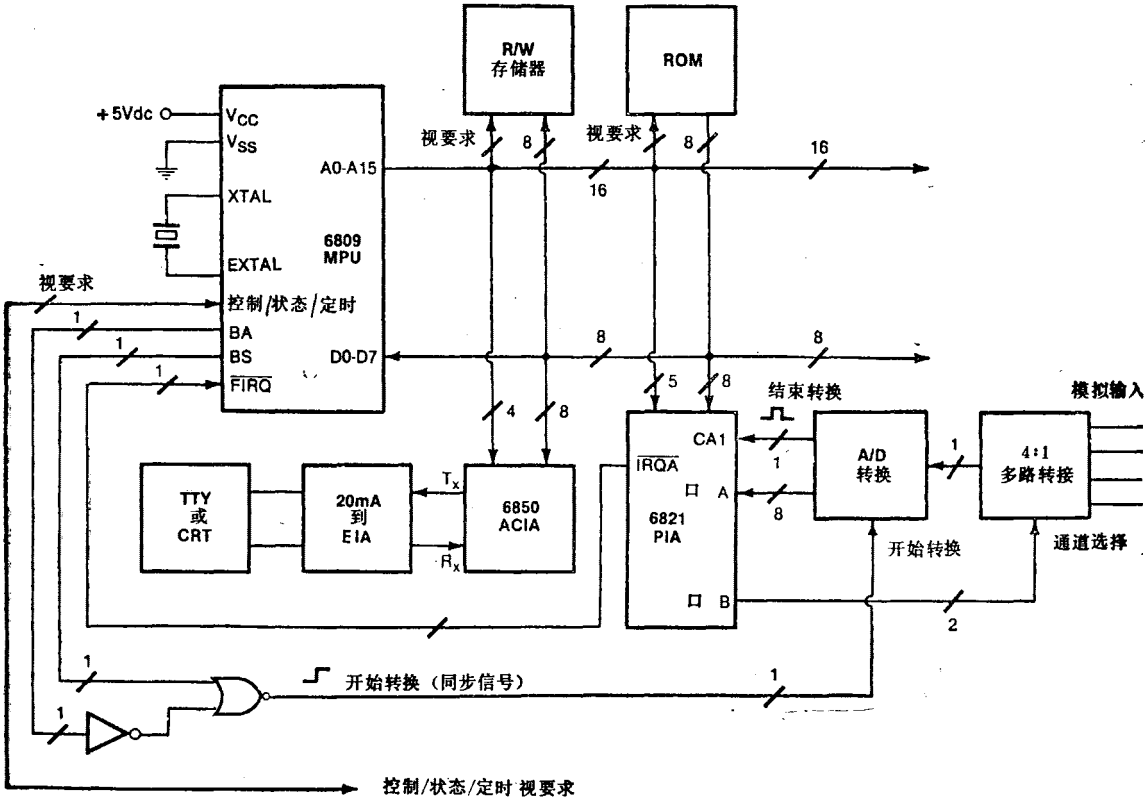 R/W
存储器
ROM
+5Vdc
VCC
VSS
XTAL
EXTAL
6809
MPU
A0-A15
D0-D7
控制/状态/定时
BA
BS
FIRQ
视要求
1
1
1
视要求
8
视要求
8
16
16
8
8
4
8
5
8
结束转换
模拟输入
TTY
或
CRT
20mA
到
EIA
Tx
Rx
6850
ACIA
IRQA
CA1
口 A
6821
PIA
口 B
1
8
A/D
转换
1
4:1
多路转接
开始转换
通道选择
2
1
1
开始转换（同步信号）
1
控制/状态/定时 视要求